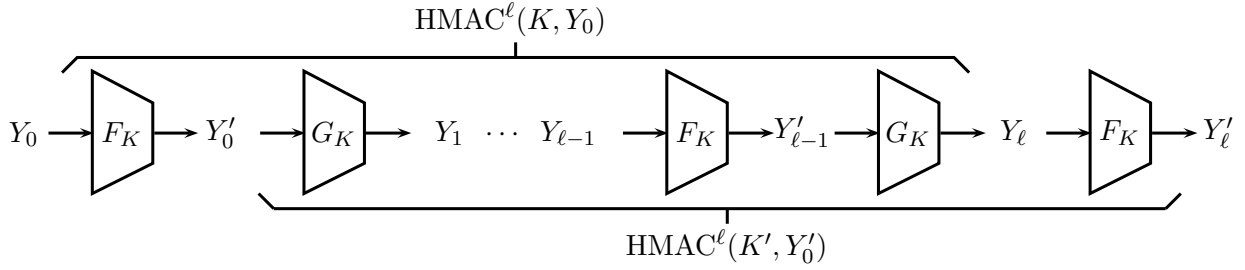 HMAC^ℓ(K, Y_0)
Y_0 F_K Y'_0 G_K Y_1 ⋯ Y_{ℓ−1} F_K Y'_{ℓ−1} G_K Y_ℓ F_K Y'_ℓ
HMAC^ℓ(K', Y'_0)